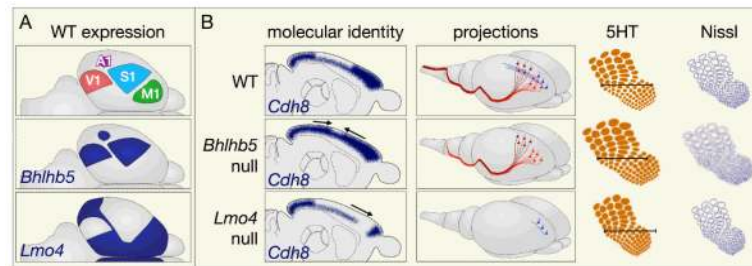 A WT expression
A1
V1 S1
M1
Bhlhb5
Lmo4
B molecular identity projections 5HT Nissl
WT
Cdh8
Bhlhb5
null
Cdh8
Lmo4
null
Cdh8